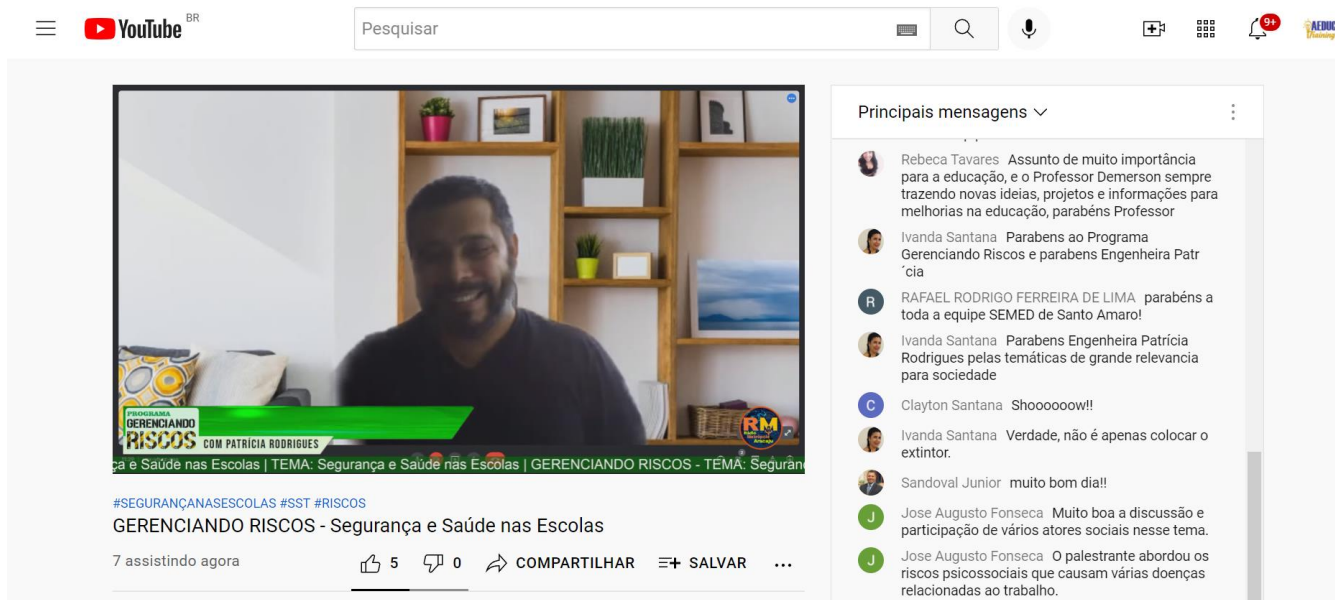 YouTube BR
Pesquisar
9+
PROGRAMA
GERENCIANDO
RISCOS COM PATRÍCIA RODRIGUES
RM
Aracaju
ça e Saúde nas Escolas | TEMA: Segurança e Saúde nas Escolas | GERENCIANDO RISCOS - TEMA: Seguran
#SEGURANÇANASESCOLAS #SST #RISCOS
GERENCIANDO RISCOS - Segurança e Saúde nas Escolas
7 assistindo agora
5 0 COMPARTILHAR SALVAR
Principais mensagens
Rebeca Tavares Assunto de muito importância
para a educação, e o Professor Demerson sempre
trazendo novas ideias, projetos e informações para
melhorias na educação, parabéns Professor
Ivanda Santana Parabens ao Programa
Gerenciando Riscos e parabens Engenheira Patr
´cia
R RAFAEL RODRIGO FERREIRA DE LIMA parabéns a
toda a equipe SEMED de Santo Amaro!
Ivanda Santana Parabens Engenheira Patrícia
Rodrigues pelas temáticas de grande relevancia
para sociedade
C Clayton Santana Shoooooow!!
Ivanda Santana Verdade, não é apenas colocar o
extintor.
Sandoval Junior muito bom dia!!
J Jose Augusto Fonseca Muito boa a discussão e
participação de vários atores sociais nesse tema.
J Jose Augusto Fonseca O palestrante abordou os
riscos psicossociais que causam várias doenças
relacionadas ao trabalho.